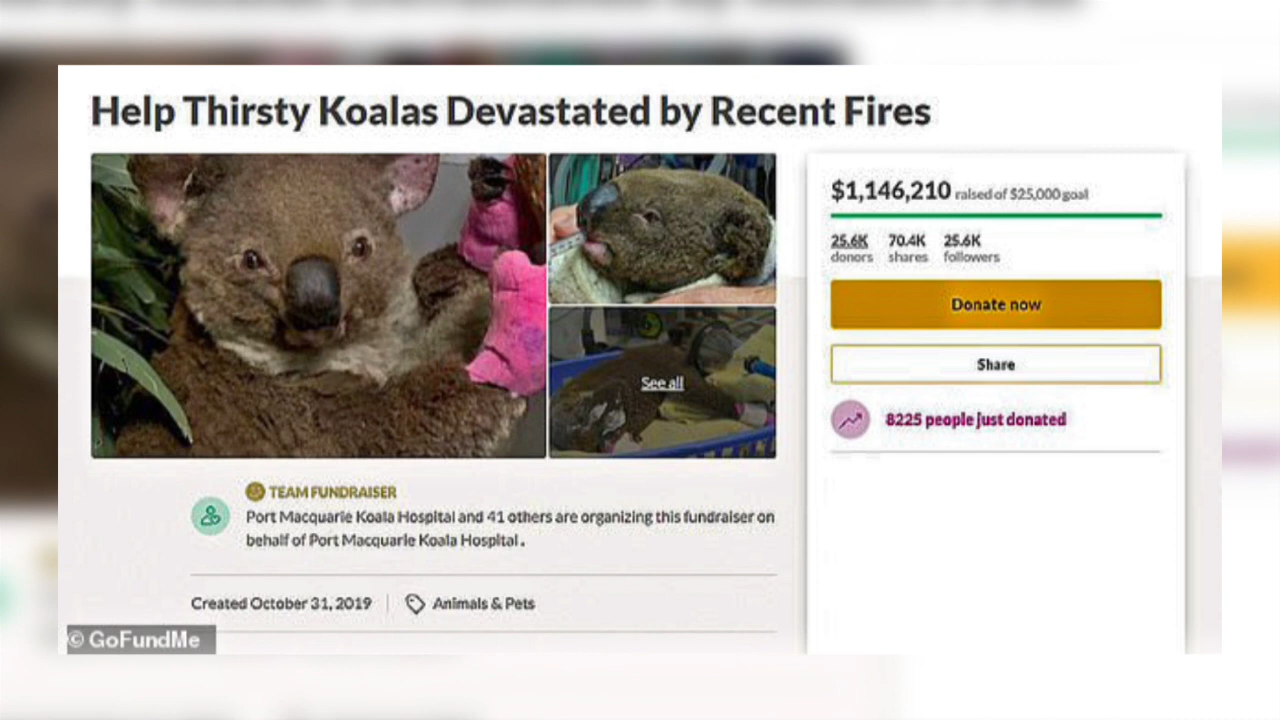 Help Thirsty Koalas Devastated by Recent Fires
$1,146,210 raised of $25,000 goal
25.6K 70.4K 25.6K
donors shares followers
Donate now
See all
Share
8225 people just donated
TEAM FUNDRAISER
Port Macquarie Koala Hospital and 41 others are organizing this fundraiser on
behalf of Port Macquarie Koala Hospital.
Created October 31, 2019 Animals & Pets
© GoFundMe